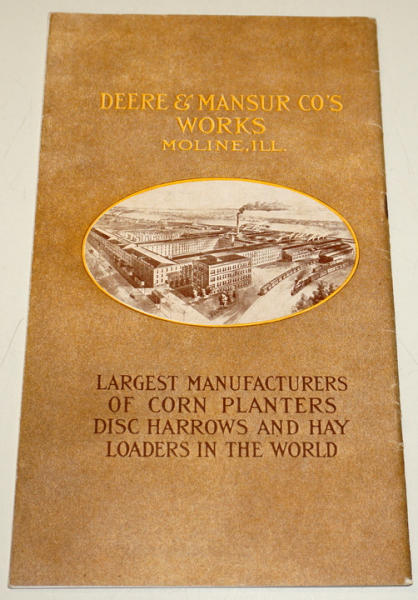 DEERE & MANSUR CO'S
WORKS
MOLINE, ILL.
LARGEST MANUFACTURERS
OF CORN PLANTERS
DISC HARROWS AND HAY
LOADERS IN THE WORLD